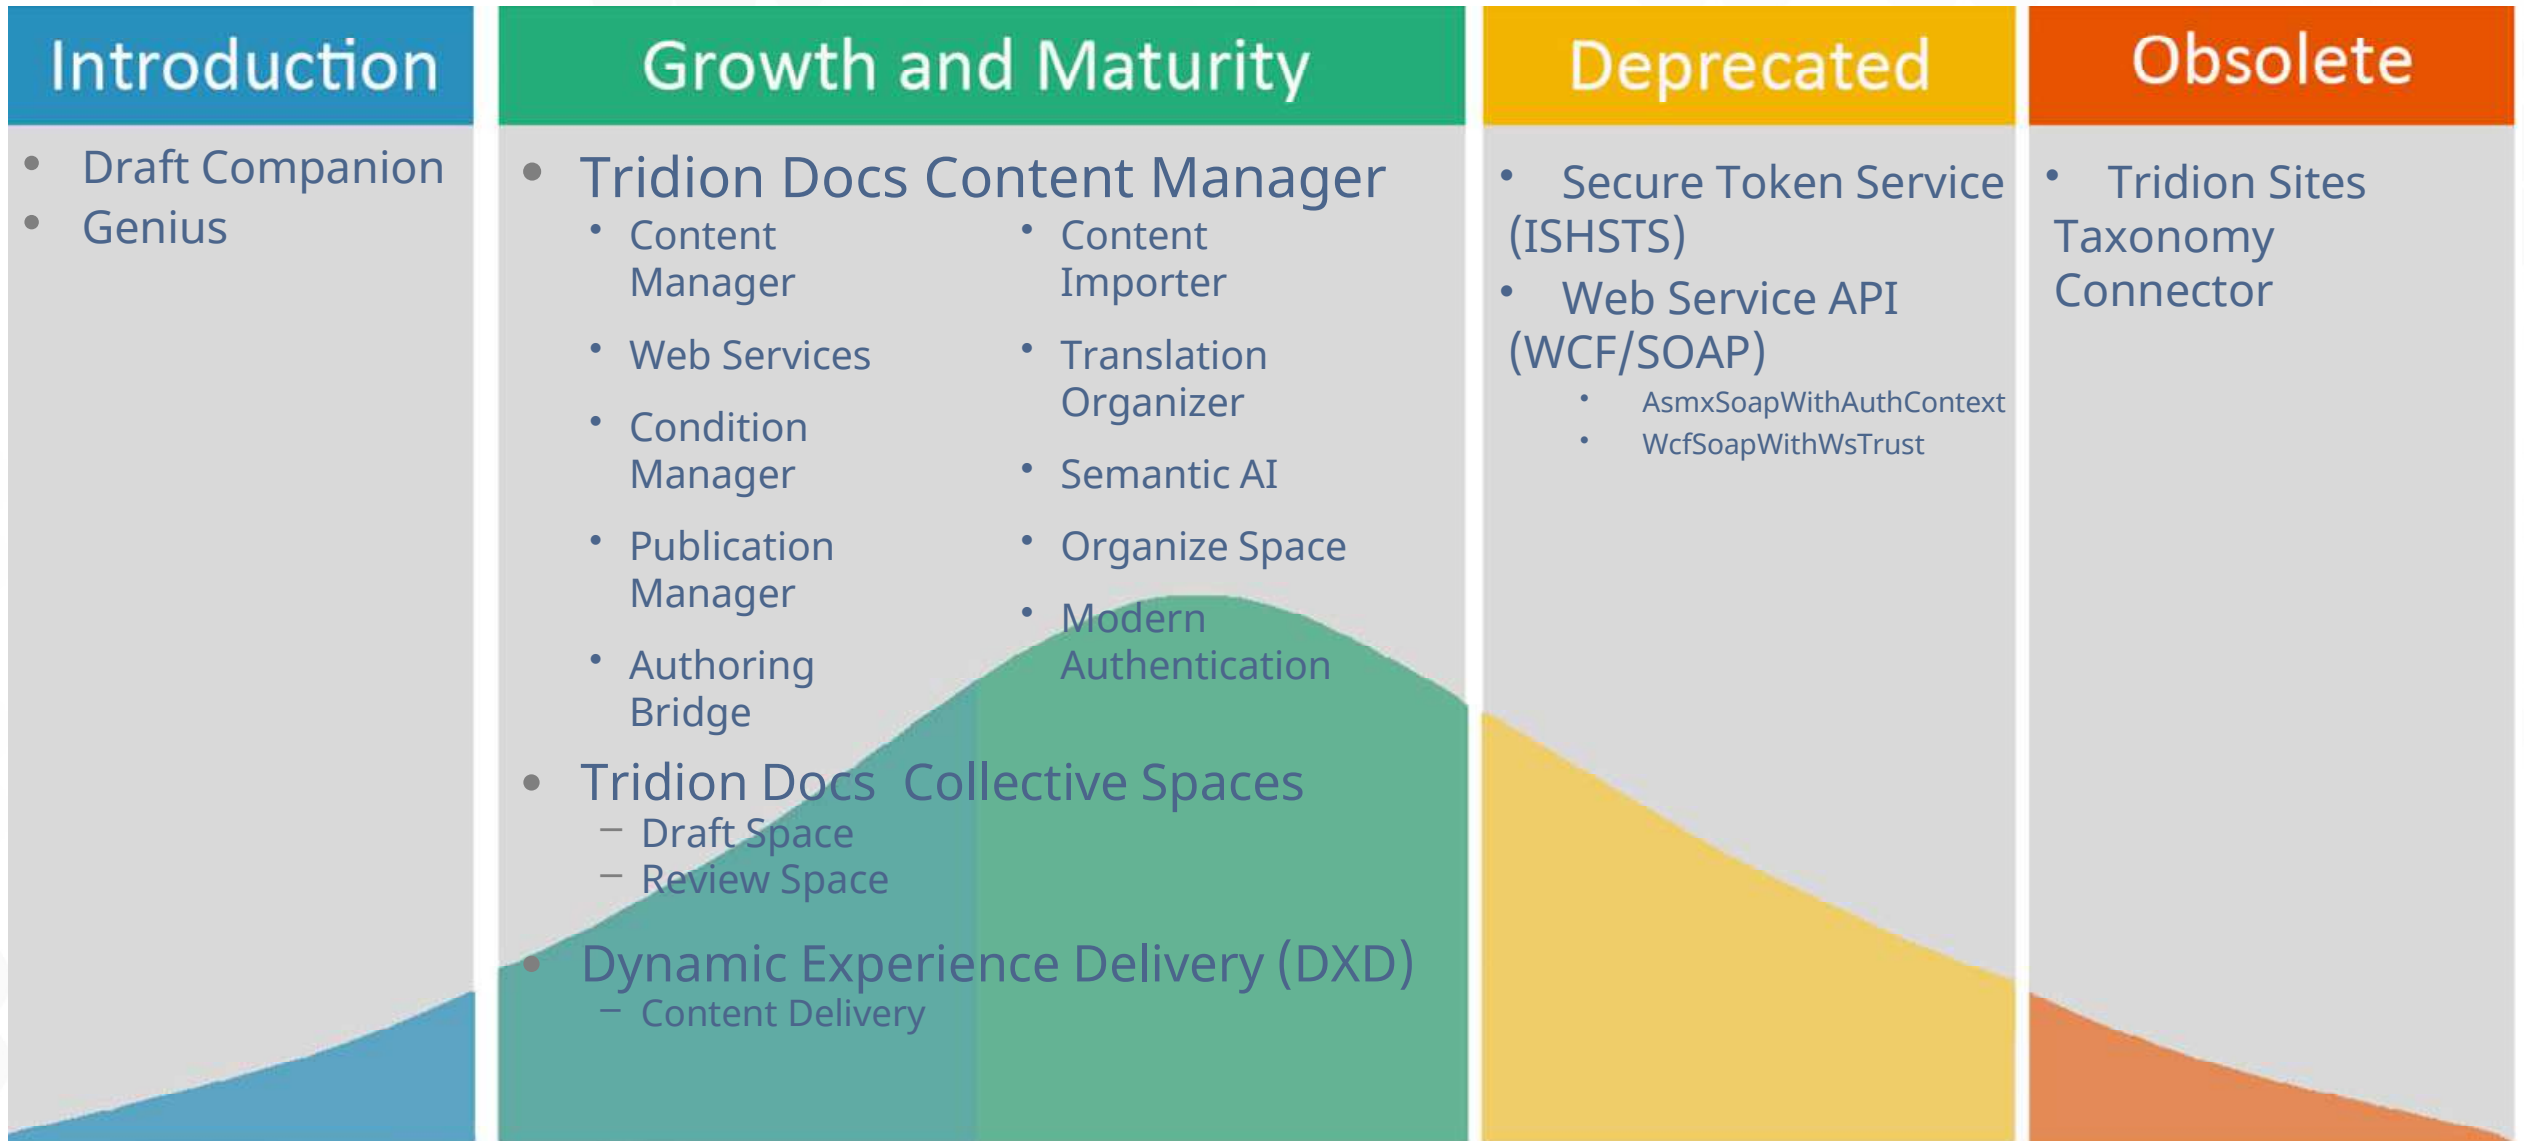 Introduction
• Draft Companion
• Genius
Growth and Maturity
• Tridion Docs Content Manager
• Content
Manager
• Web Services
• Condition
Manager
• Publication
Manager
• Authoring
Bridge
• Content
Importer
• Translation
Organizer
• Semantic AI
• Organize Space
• Modern
Authentication
• Tridion Docs  Collective Spaces
– Draft Space
– Review Space
• Dynamic Experience Delivery (DXD)
– Content Delivery
Deprecated
• Secure Token Service
(ISHSTS)
• Web Service API
(WCF/SOAP)
• AsmxSoapWithAuthContext
• WcfSoapWithWsTrust
Obsolete
• Tridion Sites
Taxonomy
Connector